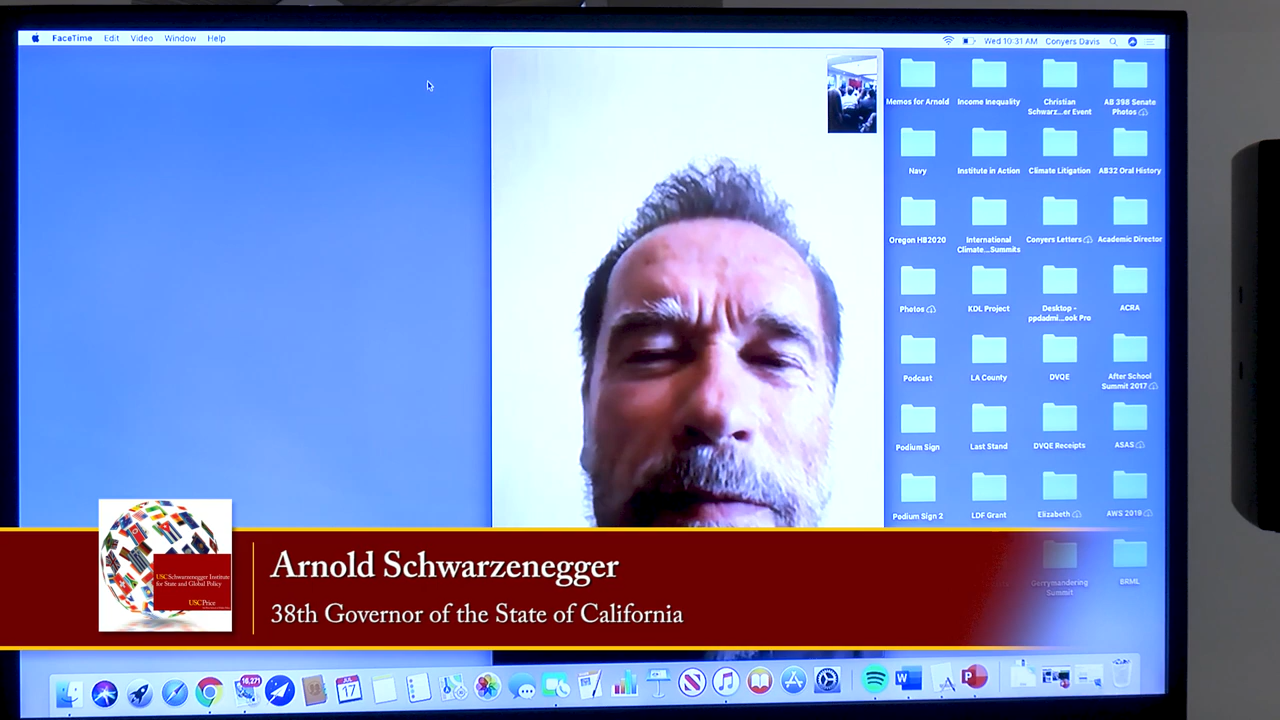 FaceTime Edit Video Window Help
Wed 10:31 AM Conyers Davis
Memos for Arnold
Income Inequality
Christian
Schwarz...er Event
AB 398 Senate
Photos
Navy
Institute in Action
Climate Litigation
AB32 Oral History
Oregon HB2020
International
Climate...Summits
Conyers Letters
Academic Director
Photos
KDL Project
Desktop -
ppdadmi...ook Pro
ACRA
Podcast
LA County
DVQE
After School
Summit 2017
Podium Sign
Last Stand
DVQE Receipts
ASAS
Podium Sign 2
LDF Grant
Elizabeth
AWS 2019
Gerrymandering
Summit
BRML
USC Schwarzenegger Institute
for State and Global Policy
USC Price
Arnold Schwarzenegger
38th Governor of the State of California
16,271
JUL
17
W
P